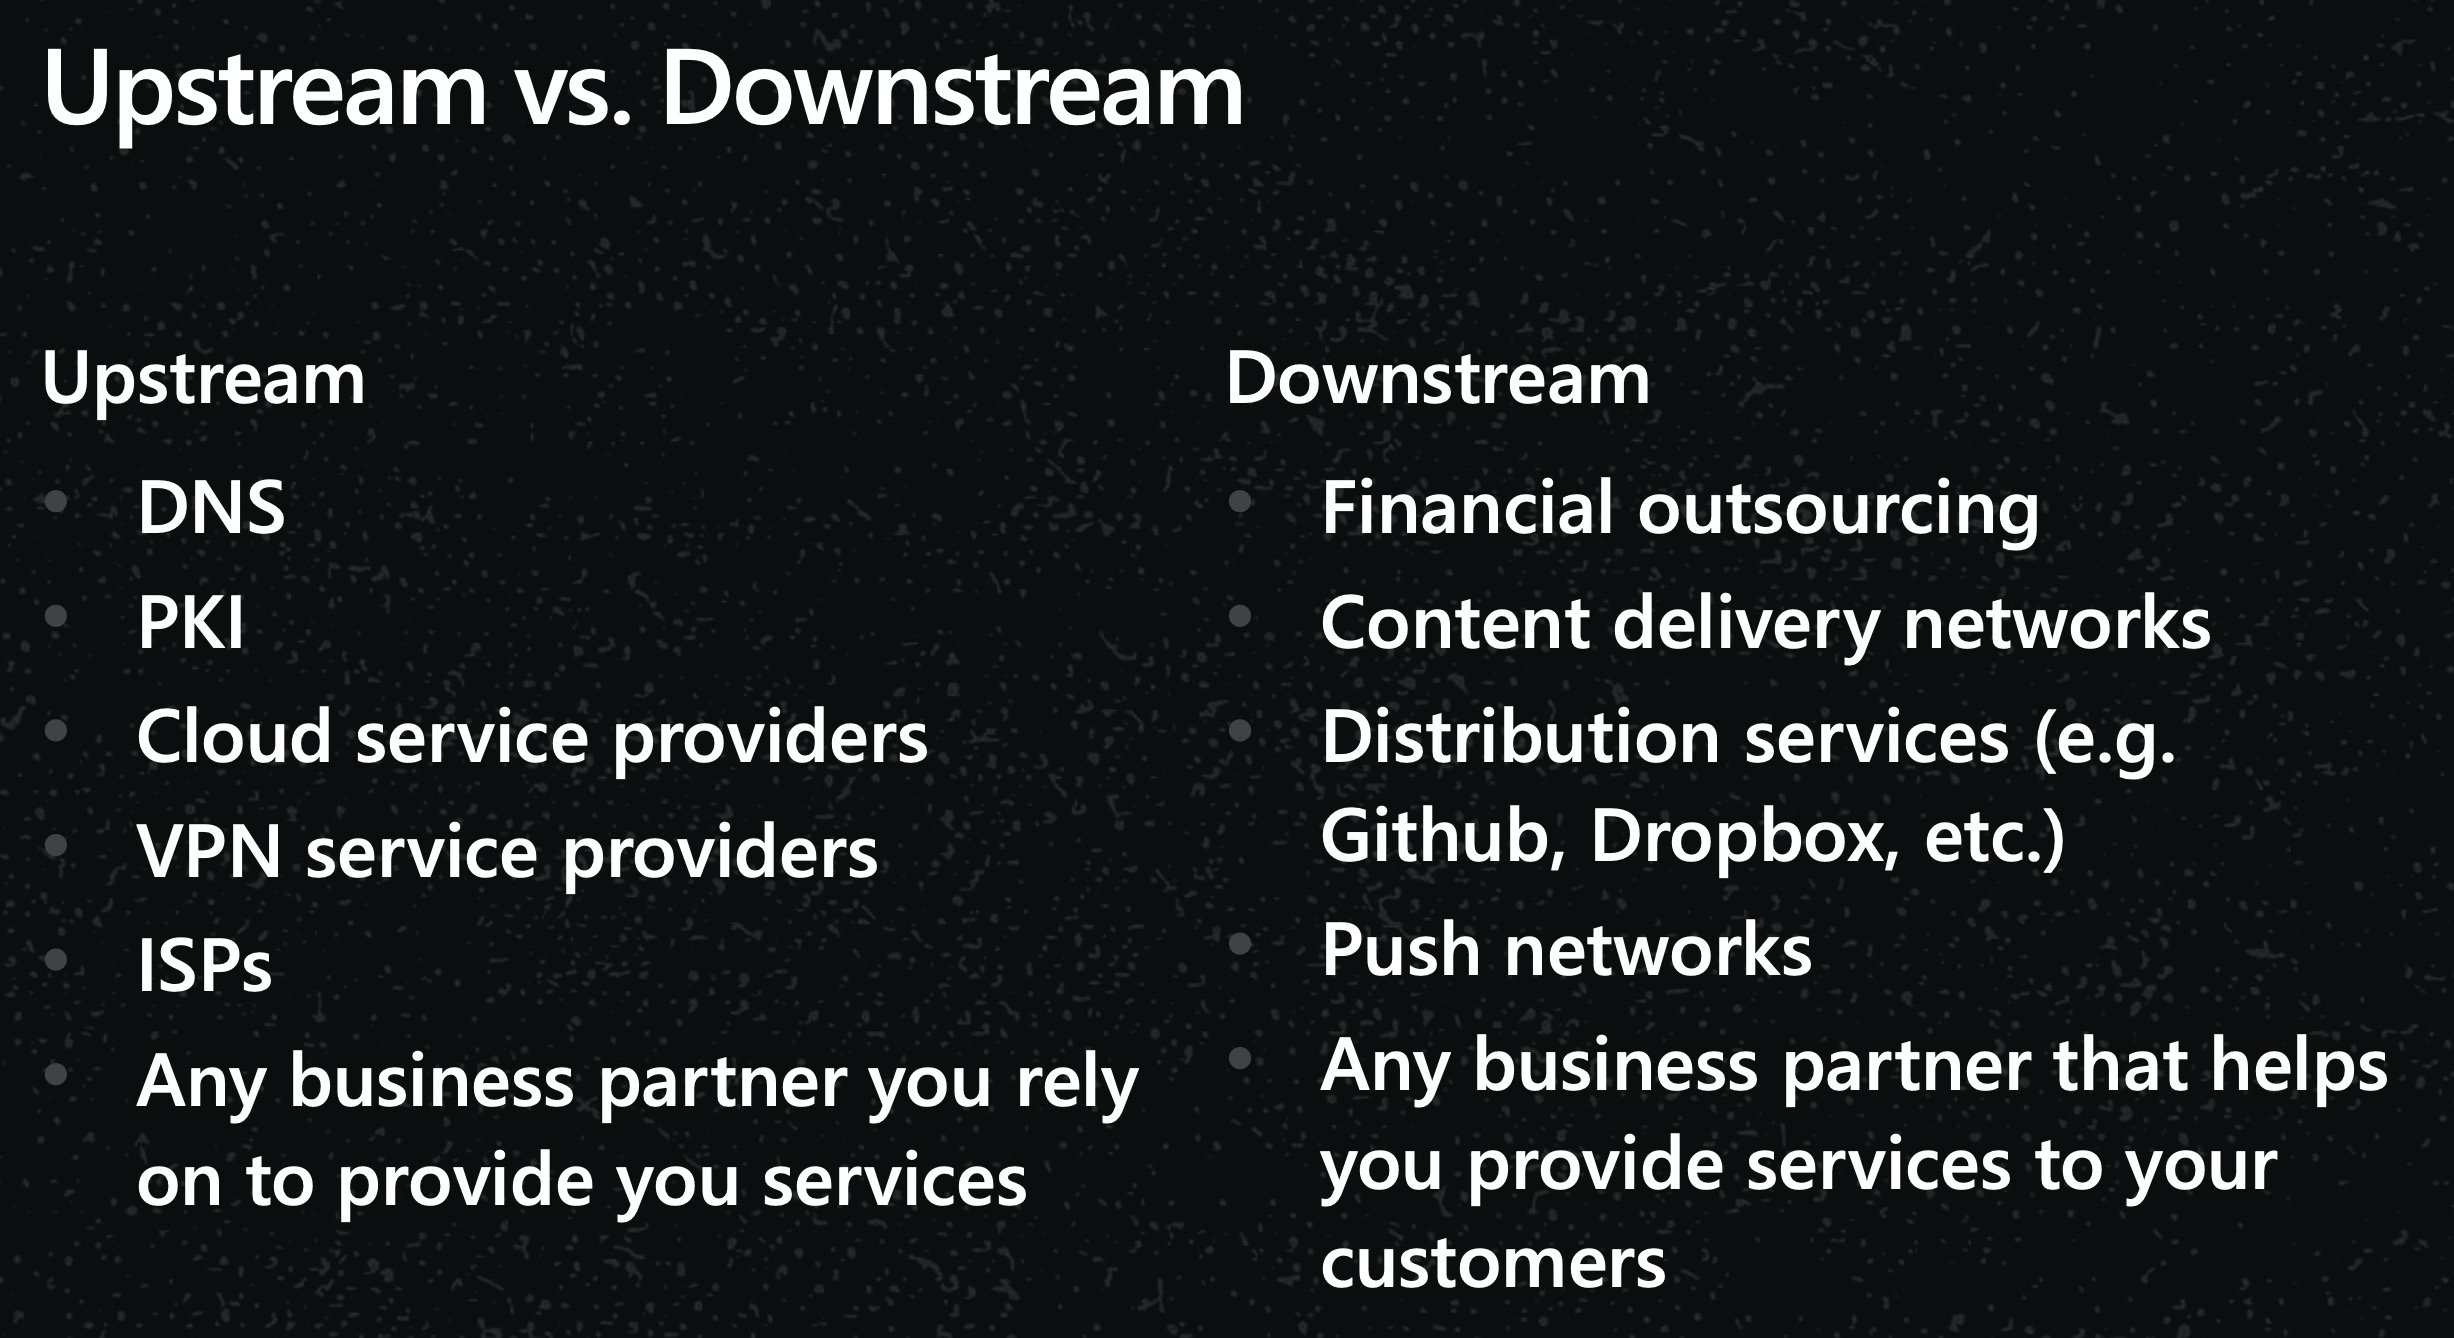 Upstream vs. Downstream
Upstream
DNS
PKI
Cloud service providers
VPN service providers
ISPs
Any business partner you rely
on to provide you services
Downstream
Financial outsourcing
Content delivery networks
Distribution services (e.g.
Github, Dropbox, etc.)
Push networks
Any business partner that helps
you provide services to your
customers